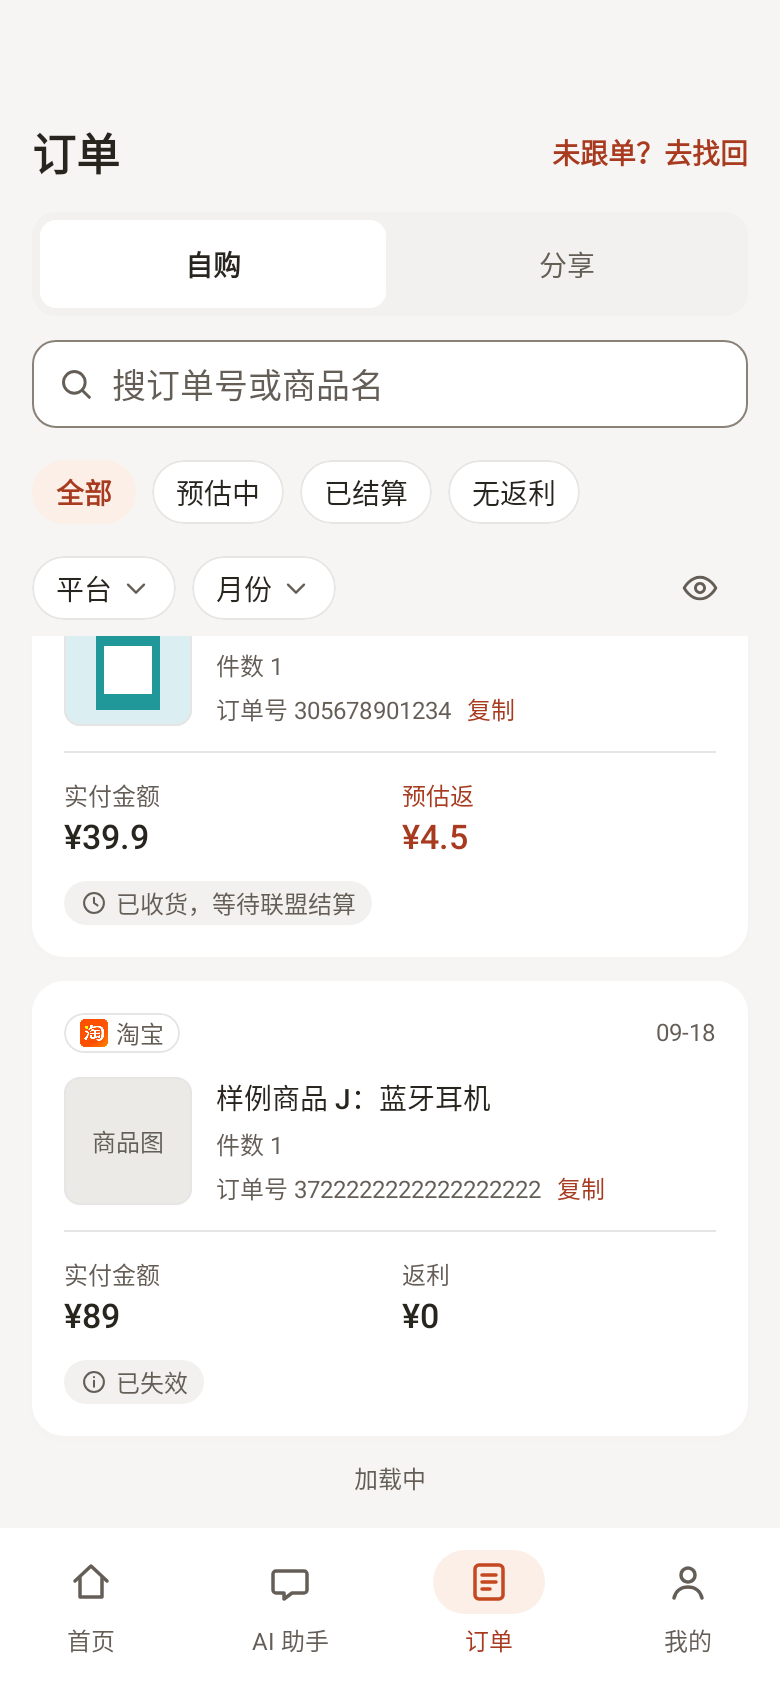 订单
未跟单？去找回
自购
分享
搜订单号或商品名
全部
预估中
已结算
无返利
平台
月份
件数 1
订单号 305678901234 复制
实付金额
预估返
¥39.9
¥4.5
已收货，等待联盟结算
淘 淘宝
09-18
商品图
样例商品 J：蓝牙耳机
件数 1
订单号 3722222222222222222 复制
实付金额
返利
¥89
¥0
已失效
加载中
首页
AI 助手
订单
我的